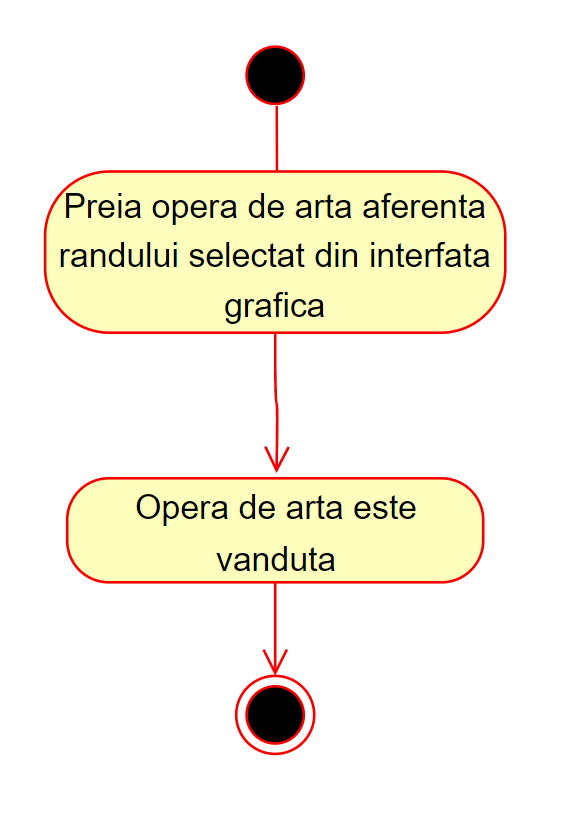 Preia opera de arta aferenta
randului selectat din interfata
grafica
Opera de arta este
vanduta